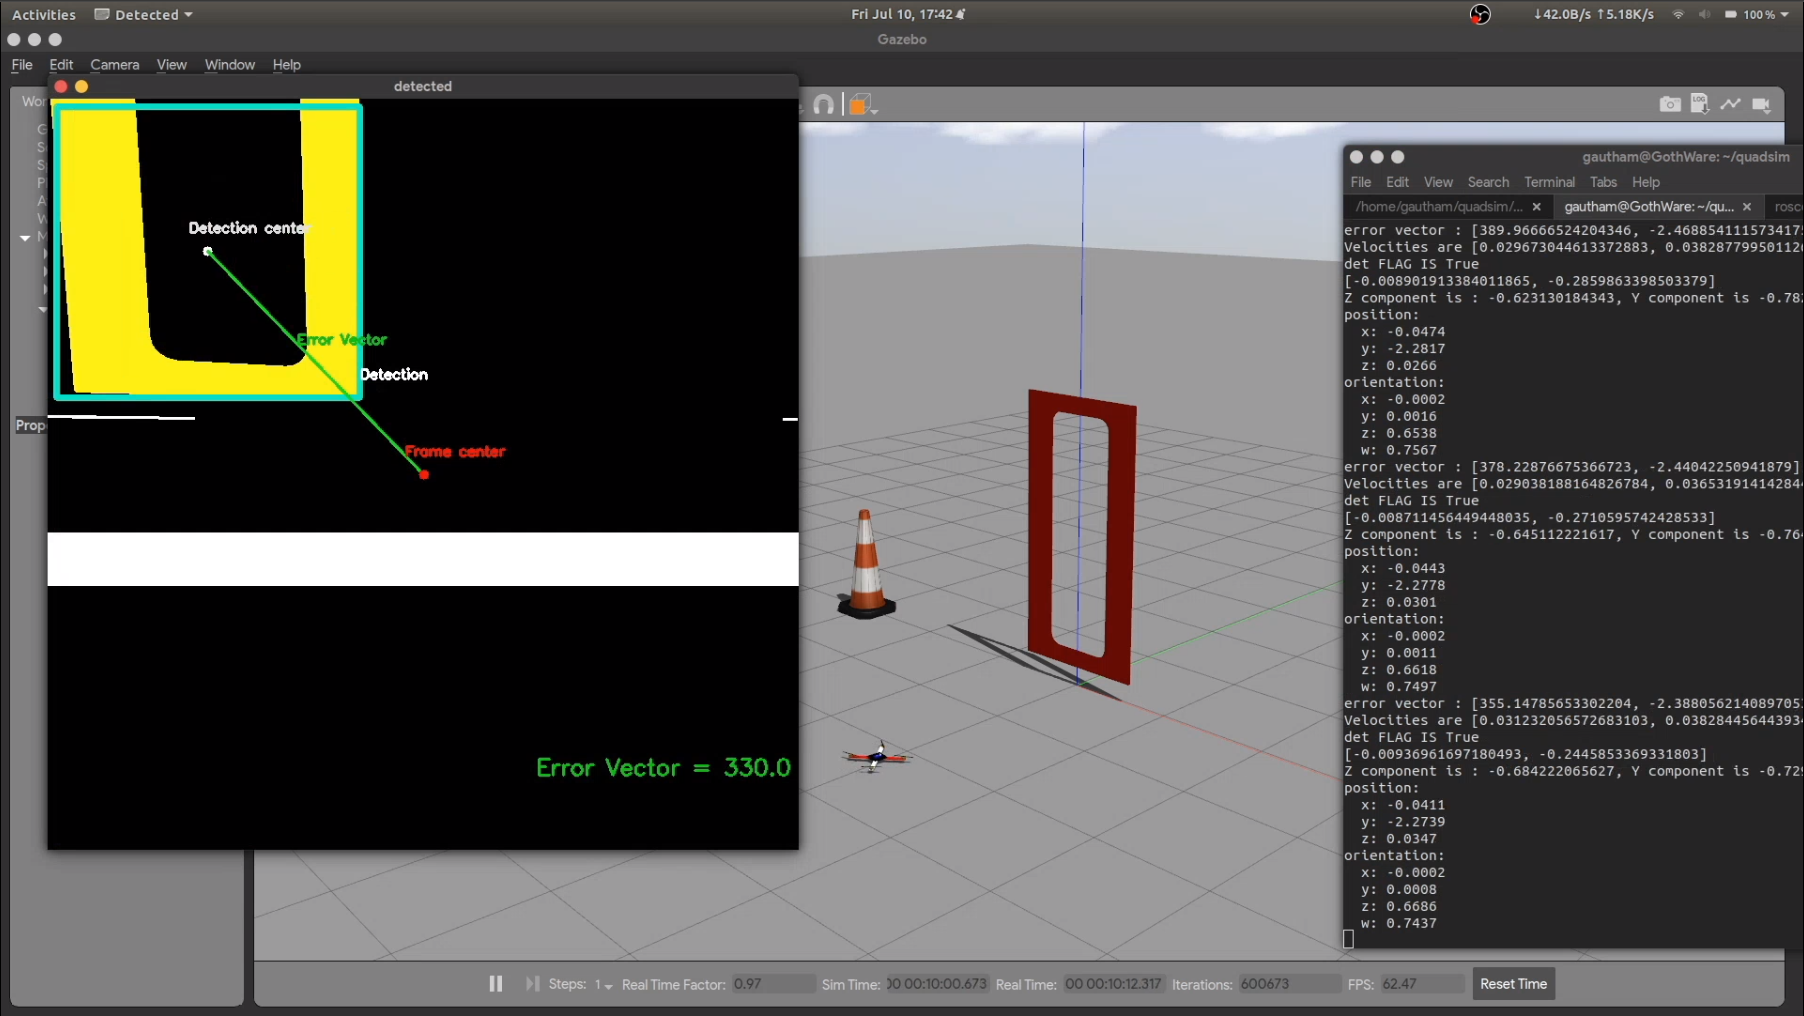 Activities
Detected
Fri Jul 10, 17:42
↓42.0B/s ↑5.18K/s
100 %
Gazebo
File Edit Camera View Window Help
detected
Detection center
Error Vector
Detection
Frame center
Error Vector = 330.0
LOG
gautham@GothWare: ~/quadsim
File Edit View Search Terminal Tabs Help
/home/gautham/quadsim/... × gautham@GothWare: ~/qu... × rosc
error vector : [389.96666524204346, -2.468854111573417
Velocities are [0.029673044613372883, 0.03828779950112
det FLAG IS True
[-0.008901913384011865, -0.2859863398503379]
Z component is : -0.623130184343, Y component is -0.78
position:
x: -0.0474
y: -2.2817
z: 0.0266
orientation:
x: -0.0002
y: 0.0016
z: 0.6538
w: 0.7567
error vector : [378.22876675366723, -2.44042250941879]
Velocities are [0.029038188164826784, 0.03653191414284
det FLAG IS True
[-0.008711456449448035, -0.2710595742428533]
Z component is : -0.645112221617, Y component is -0.76
position:
x: -0.0443
y: -2.2778
z: 0.0301
orientation:
x: -0.0002
y: 0.0011
z: 0.6618
w: 0.7497
error vector : [355.14785653302204, -2.388056214089705
Velocities are [0.031232056572683103, 0.03828445644393
det FLAG IS True
[-0.00936961697180493, -0.2445853369331803]
Z component is : -0.684222065627, Y component is -0.72
position:
x: -0.0411
y: -2.2739
z: 0.0347
orientation:
x: -0.0002
y: 0.0008
z: 0.6686
w: 0.7437
Steps: 1 Real Time Factor: 0.97 Sim Time: 00 00:10:00.673 Real Time: 00 00:10:12.317 Iterations: 600673 FPS: 62.47 Reset Time